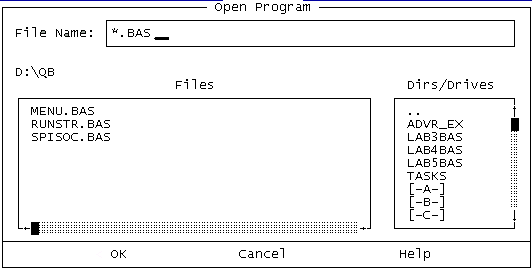 Open Program
File Name: *.BAS
D:\QB
Files
Dirs/Drives
MENU.BAS
RUNSTR.BAS
SPISOC.BAS
..
ADVR_EX
LAB3BAS
LAB4BAS
LAB5BAS
TASKS
[-A-]
[-B-]
[-C-]
OK Cancel Help